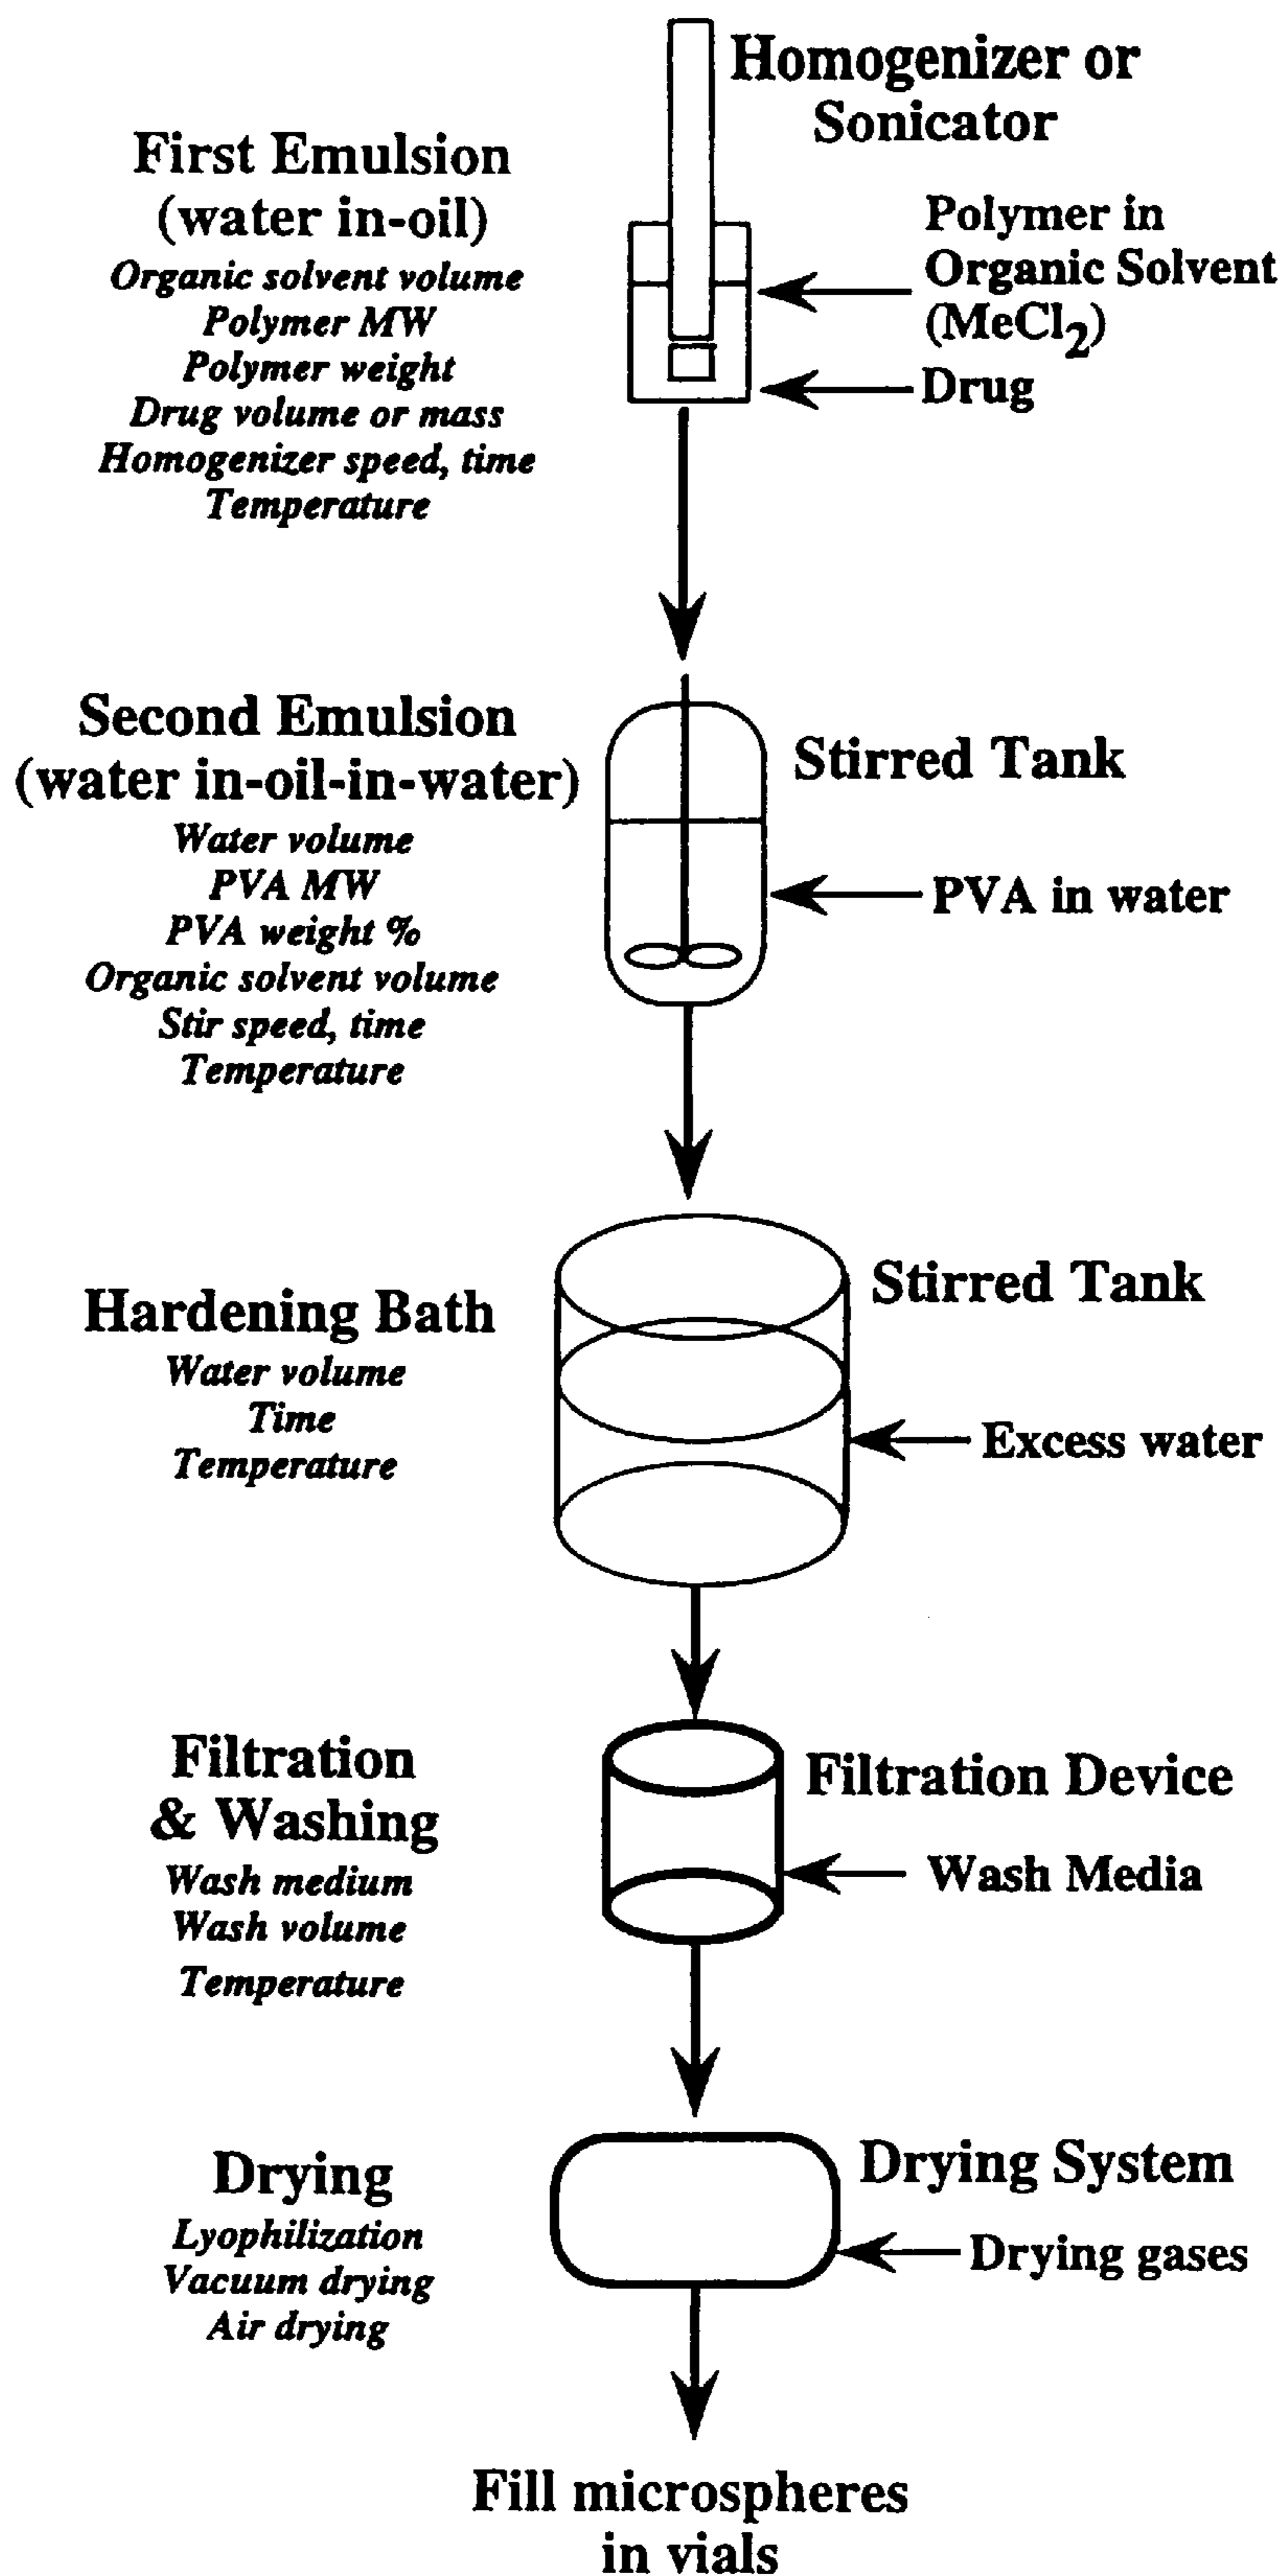 Homogenizer or
Sonicator
First Emulsion
(water in-oil)
Organic solvent volume
Polymer MW
Polymer weight
Drug volume or mass
Homogenizer speed, time
Temperature
Polymer in
Organic Solvent
(MeCl2)
Drug
Second Emulsion
(water in-oil-in-water)
Water volume
PVA MW
PVA weight %
Organic solvent volume
Stir speed, time
Temperature
Stirred Tank
PVA in water
Hardening Bath
Water volume
Time
Temperature
Stirred Tank
Excess water
Filtration
& Washing
Wash medium
Wash volume
Temperature
Filtration Device
Wash Media
Drying
Lyophilization
Vacuum drying
Air drying
Drying System
Drying gases
Fill microspheres
in vials